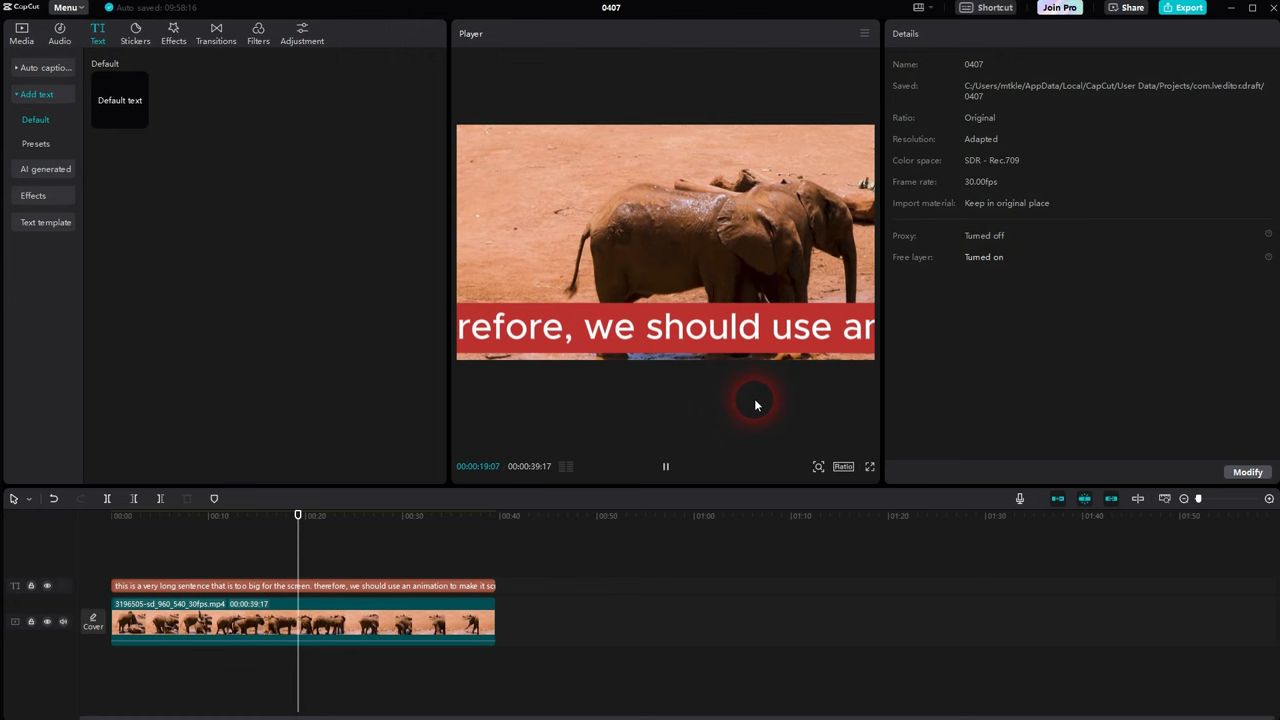 CapCut
Menu
Auto saved: 09:58:16
0407
Shortcut
Join Pro
Share
Export
Media
Audio
TI
Text
Stickers
Effects
Transitions
Filters
Adjustment
Auto captio...
Add text
Default
Presets
AI generated
Effects
Text template
Default
Default text
Player
refore, we should use an
00:00:19:07
00:00:39:17
Ratio
Details
Name: 0407
Saved: C:/Users/mtkle/AppData/Local/CapCut/User Data/Projects/com.lveditor.draft/
0407
Ratio: Original
Resolution: Adapted
Color space: SDR - Rec.709
Frame rate: 30.00fps
Import material: Keep in original place
Proxy: Turned off
Free layer: Turned on
Modify
00:00
00:10
00:20
00:30
00:40
00:50
01:00
01:10
01:20
01:30
01:40
01:50
TI
this is a very long sentence that is too big for the screen. therefore, we should use an animation to make it scr
3196505-sd_960_540_30fps.mp4 00:00:39:17
Cover